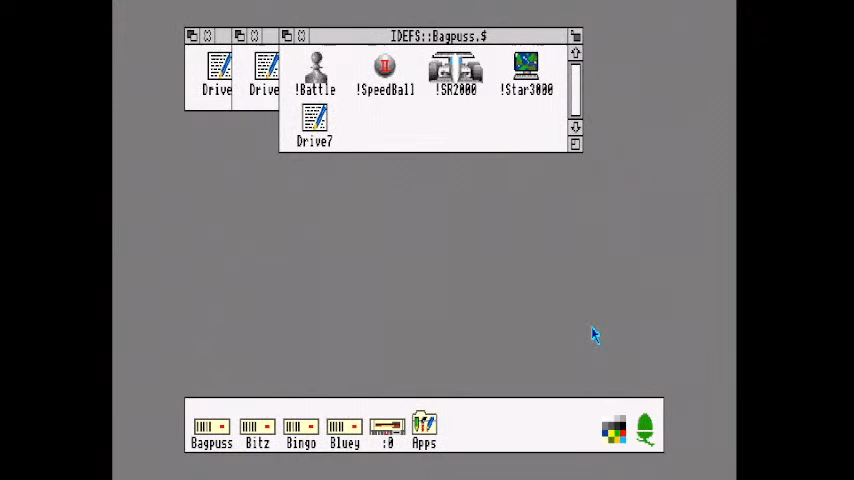 IDEFS::Bagpuss.$
Drive Drive !Battle !SpeedBall !SR2000 !Star3000
Drive7
Bagpuss Bitz Bingo Bluey :0 Apps